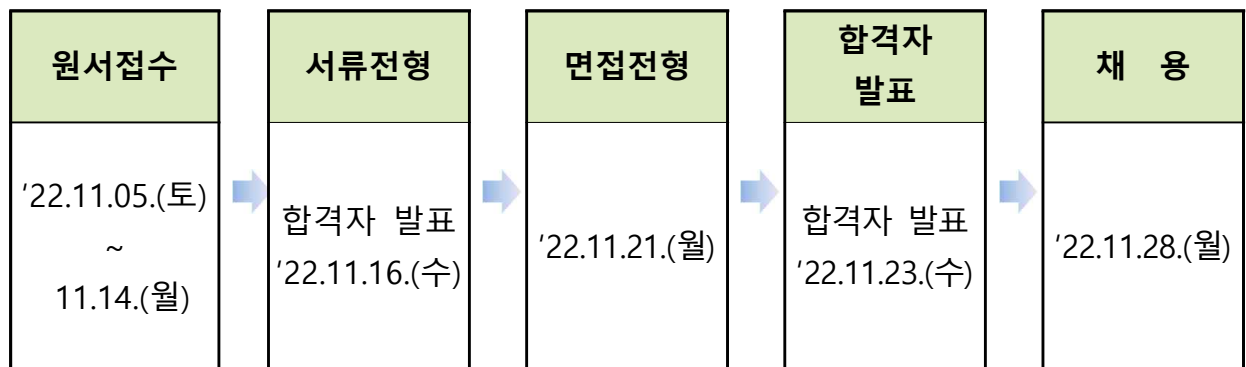 원서접수
'22.11.05.(토)
~
11.14.(월)
서류전형
합격자 발표
'22.11.16.(수)
면접전형
'22.11.21.(월)
합격자
발표
합격자 발표
'22.11.23.(수)
채 용
'22.11.28.(월)